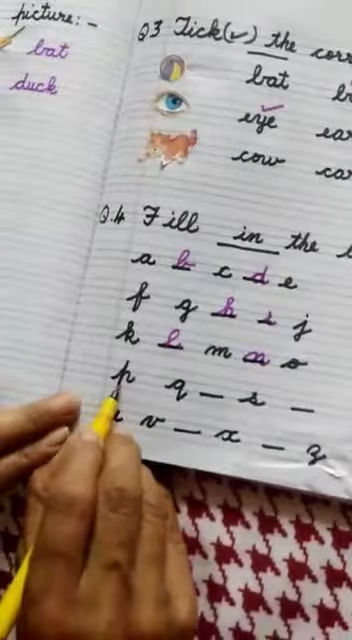 picture:-
bat
duck
Q3 Tick(✓) the
bat
eye ✓
cow
Q.4 Fill in the
a b c d e
f g h i j
k l m n o
p q _ s _
v _ x _ z